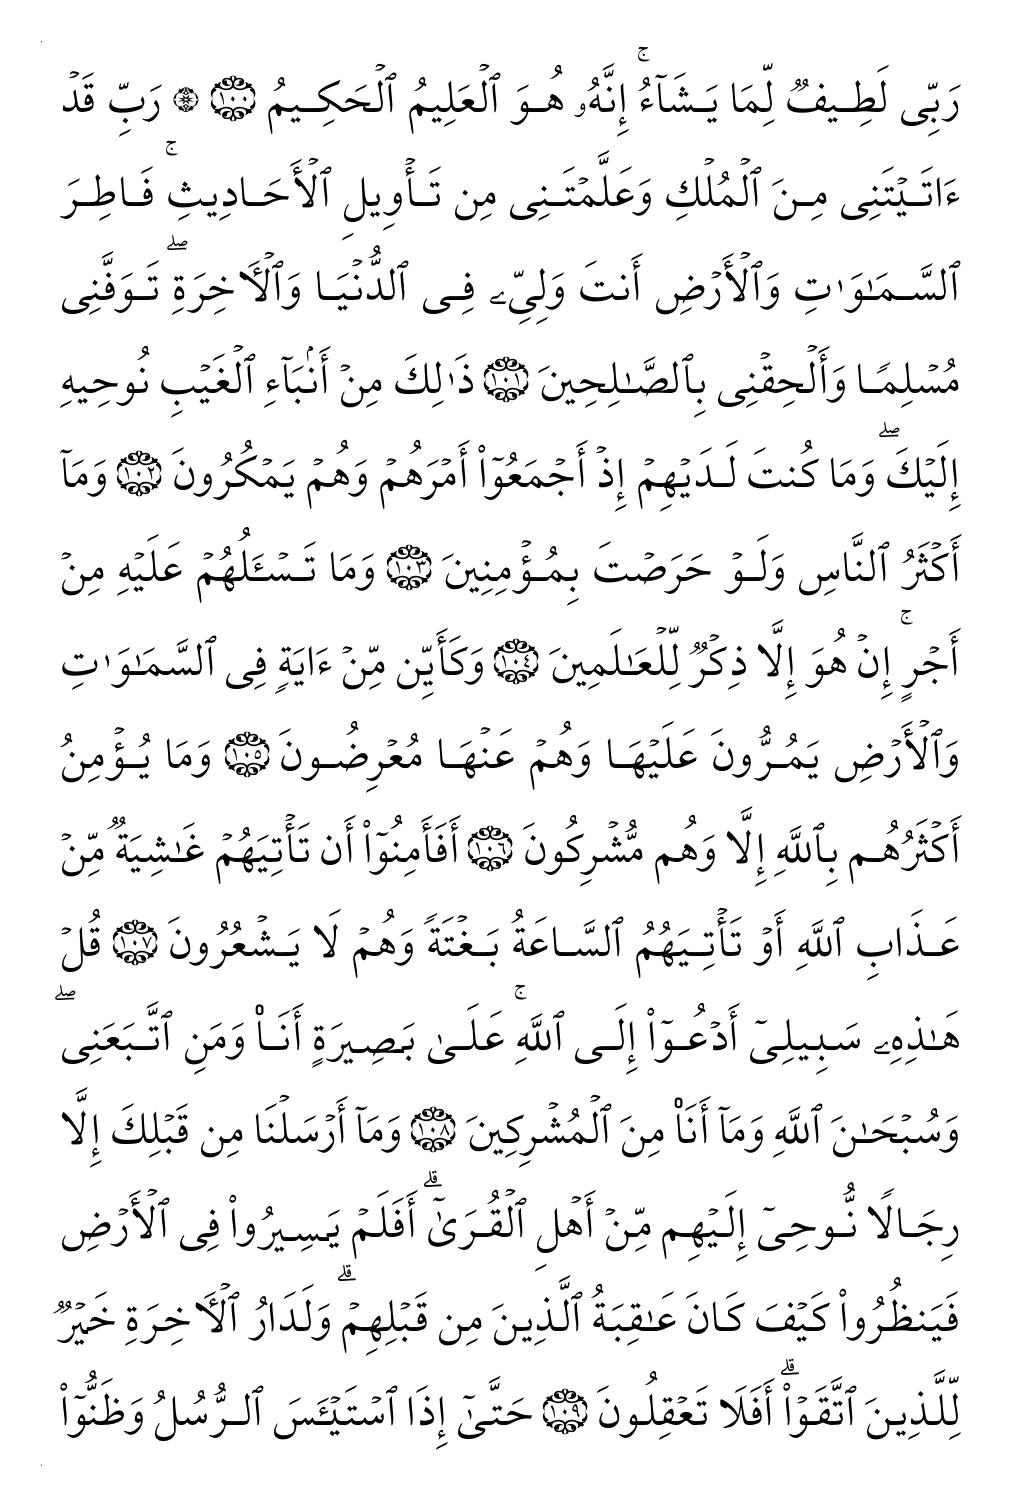 رَبِّى لَطِيفٌ لِّمَا يَشَآءُ ۚ إِنَّهُۥ هُوَ ٱلْعَلِيمُ ٱلْحَكِيمُ ١٠٠ ۞ رَبِّ قَدْ
ءَاتَيْتَنِى مِنَ ٱلْمُلْكِ وَعَلَّمْتَنِى مِن تَأْوِيلِ ٱلْأَحَادِيثِ ۚ فَاطِرَ
ٱلسَّمَـٰوَٰتِ وَٱلْأَرْضِ أَنتَ وَلِىِّۦ فِى ٱلدُّنْيَا وَٱلْـَٔاخِرَةِ ۖ تَوَفَّنِى
مُسْلِمًا وَأَلْحِقْنِى بِٱلصَّـٰلِحِينَ ١٠١ ذَٰلِكَ مِنْ أَنۢبَآءِ ٱلْغَيْبِ نُوحِيهِ
إِلَيْكَ ۖ وَمَا كُنتَ لَدَيْهِمْ إِذْ أَجْمَعُوٓا۟ أَمْرَهُمْ وَهُمْ يَمْكُرُونَ ١٠٢ وَمَآ
أَكْثَرُ ٱلنَّاسِ وَلَوْ حَرَصْتَ بِمُؤْمِنِينَ ١٠٣ وَمَا تَسْـَٔلُهُمْ عَلَيْهِ مِنْ
أَجْرٍ ۚ إِنْ هُوَ إِلَّا ذِكْرٌ لِّلْعَـٰلَمِينَ ١٠٤ وَكَأَيِّن مِّنْ ءَايَةٍ فِى ٱلسَّمَـٰوَٰتِ
وَٱلْأَرْضِ يَمُرُّونَ عَلَيْهَا وَهُمْ عَنْهَا مُعْرِضُونَ ١٠٥ وَمَا يُؤْمِنُ
أَكْثَرُهُم بِٱللَّهِ إِلَّا وَهُم مُّشْرِكُونَ ١٠٦ أَفَأَمِنُوٓا۟ أَن تَأْتِيَهُمْ غَـٰشِيَةٌ مِّنْ
عَذَابِ ٱللَّهِ أَوْ تَأْتِيَهُمُ ٱلسَّاعَةُ بَغْتَةً وَهُمْ لَا يَشْعُرُونَ ١٠٧ قُلْ
هَـٰذِهِۦ سَبِيلِىٓ أَدْعُوٓا۟ إِلَى ٱللَّهِ ۚ عَلَىٰ بَصِيرَةٍ أَنَا۠ وَمَنِ ٱتَّبَعَنِى ۖ
وَسُبْحَـٰنَ ٱللَّهِ وَمَآ أَنَا۠ مِنَ ٱلْمُشْرِكِينَ ١٠٨ وَمَآ أَرْسَلْنَا مِن قَبْلِكَ إِلَّا
رِجَالًا نُّوحِىٓ إِلَيْهِم مِّنْ أَهْلِ ٱلْقُرَىٰٓ ۗ أَفَلَمْ يَسِيرُوا۟ فِى ٱلْأَرْضِ
فَيَنظُرُوا۟ كَيْفَ كَانَ عَـٰقِبَةُ ٱلَّذِينَ مِن قَبْلِهِمْ ۗ وَلَدَارُ ٱلْـَٔاخِرَةِ خَيْرٌ
لِّلَّذِينَ ٱتَّقَوْا۟ ۗ أَفَلَا تَعْقِلُونَ ١٠٩ حَتَّىٰٓ إِذَا ٱسْتَيْـَٔسَ ٱلرُّسُلُ وَظَنُّوٓا۟